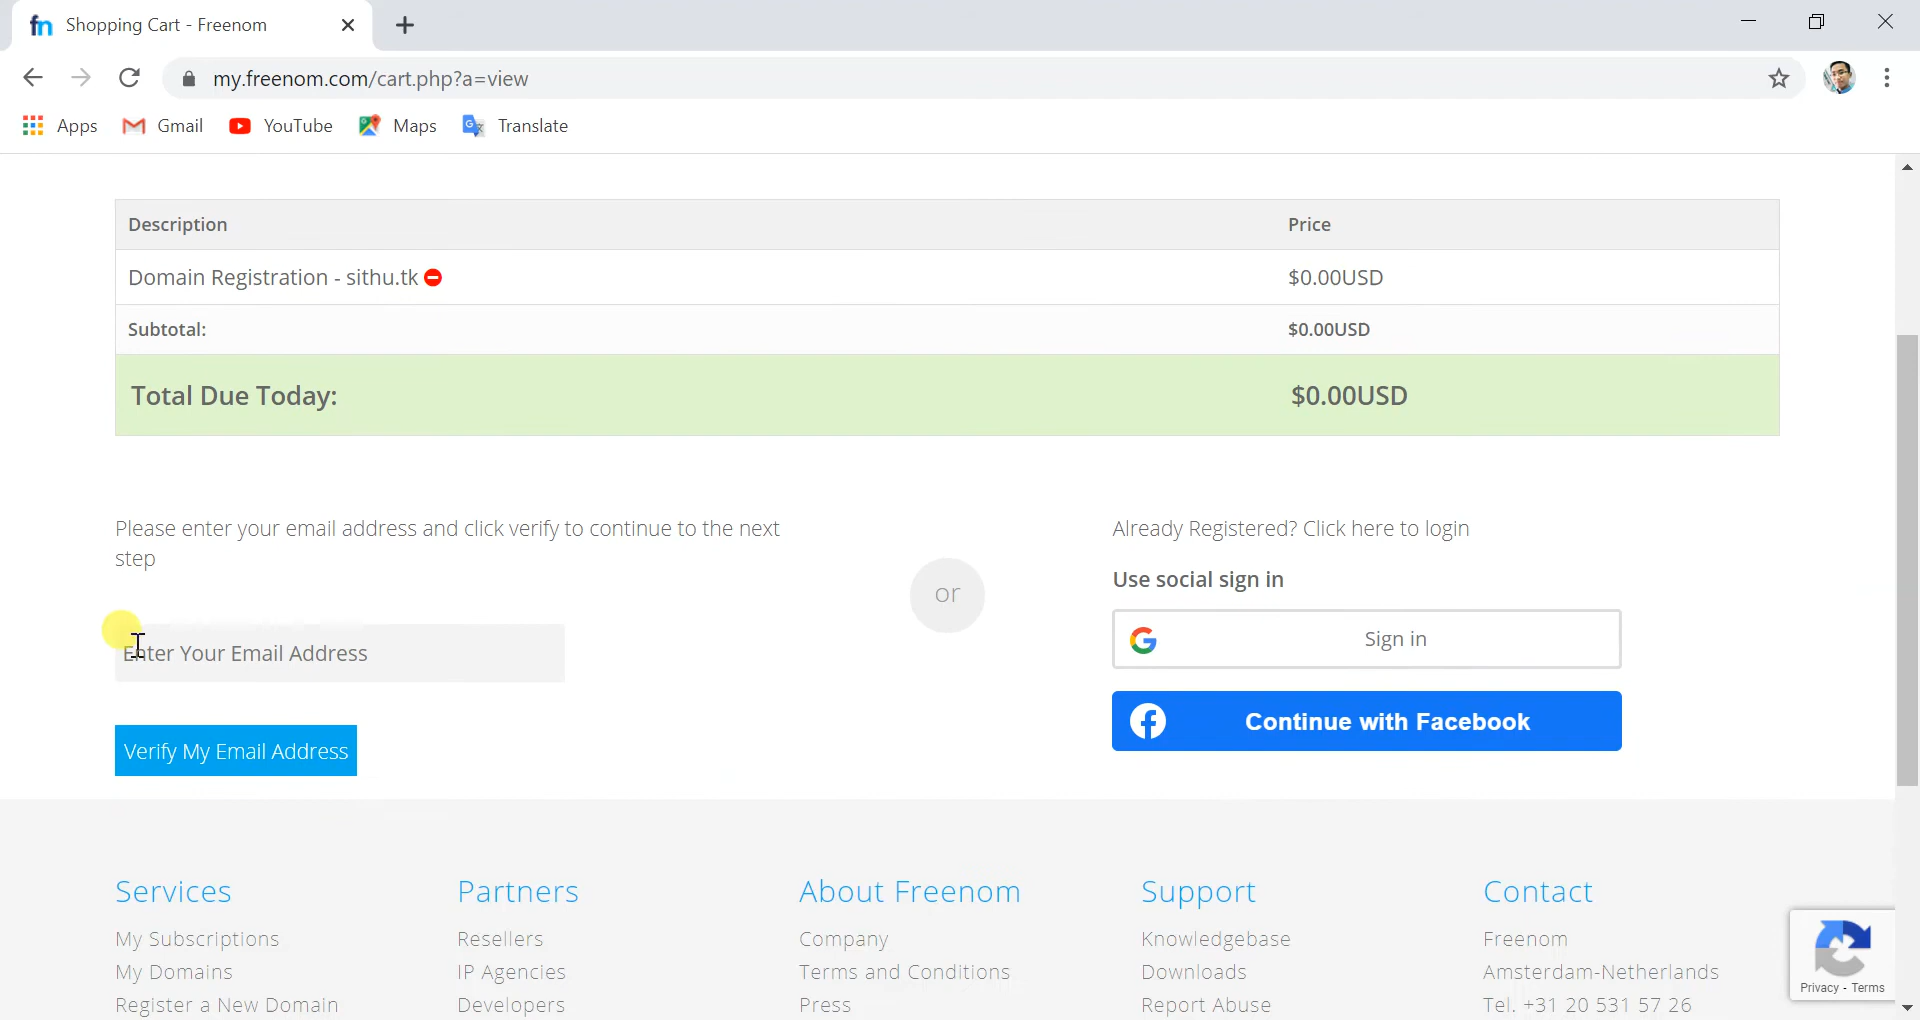 fn Shopping Cart - Freenom
my.freenom.com/cart.php?a=view
Apps Gmail YouTube Maps Translate
Description Price
Domain Registration - sithu.tk $0.00USD
Subtotal: $0.00USD
Total Due Today: $0.00USD
Please enter your email address and click verify to continue to the next
step
Enter Your Email Address
Verify My Email Address
or
Already Registered? Click here to login
Use social sign in
Sign in
Continue with Facebook
Services Partners About Freenom Support Contact
My Subscriptions Resellers Company Knowledgebase Freenom
My Domains IP Agencies Terms and Conditions Downloads Amsterdam-Netherlands
Register a New Domain Developers Press Report Abuse Tel. +31 20 531 57 26
Privacy - Terms